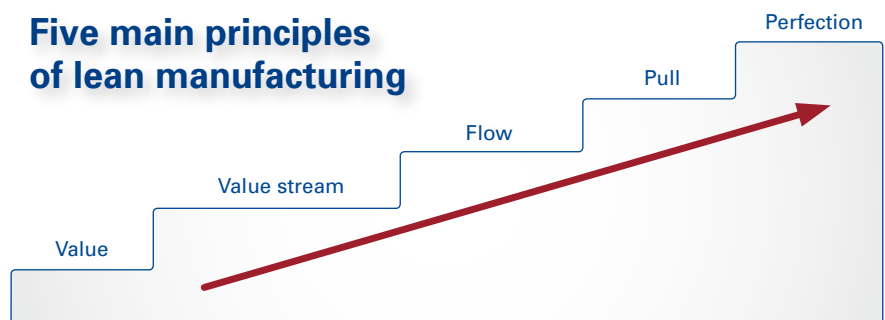 Five main principles
of lean manufacturing
Value
Value stream
Flow
Pull
Perfection